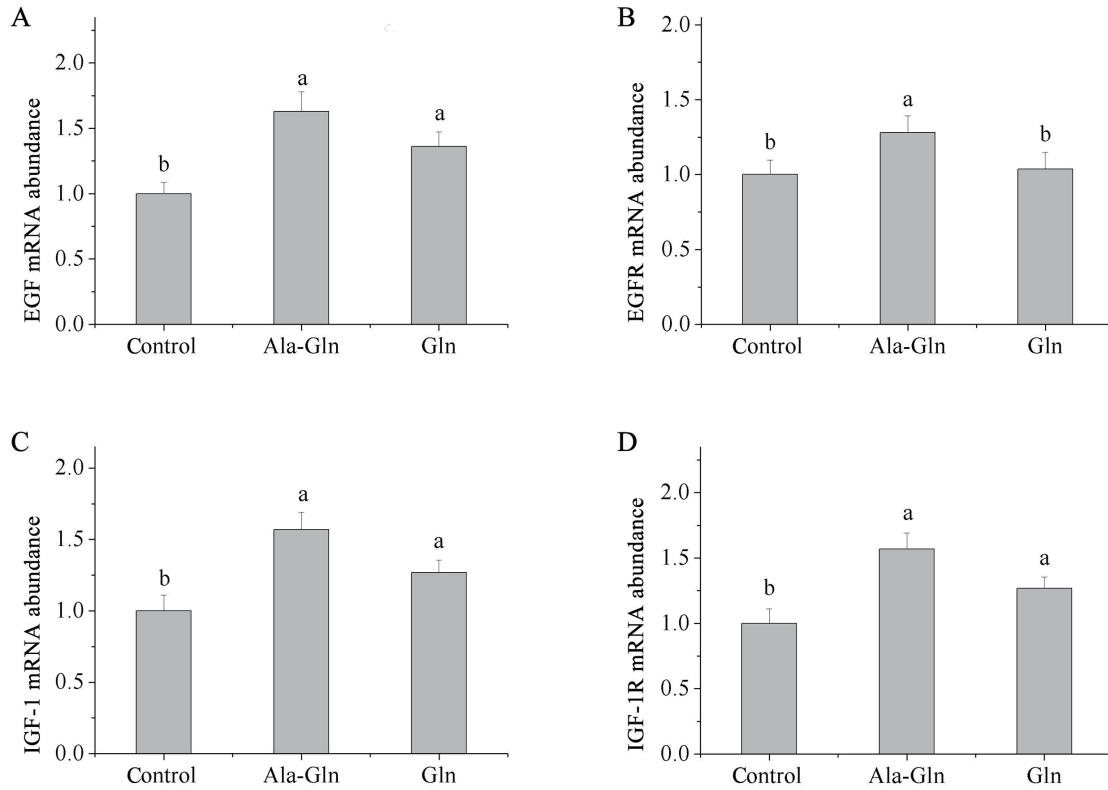 A
EGF mRNA abundance
2.0
1.5
1.0
0.5
0.0
b
a
a
Control
Ala-Gln
Gln
B
EGFR mRNA abundance
2.0
1.5
1.0
0.5
0.0
b
a
b
Control
Ala-Gln
Gln
C
IGF-1 mRNA abundance
2.0
1.5
1.0
0.5
0.0
b
a
a
Control
Ala-Gln
Gln
D
IGF-1R mRNA abundance
2.0
1.5
1.0
0.5
0.0
b
a
a
Control
Ala-Gln
Gln